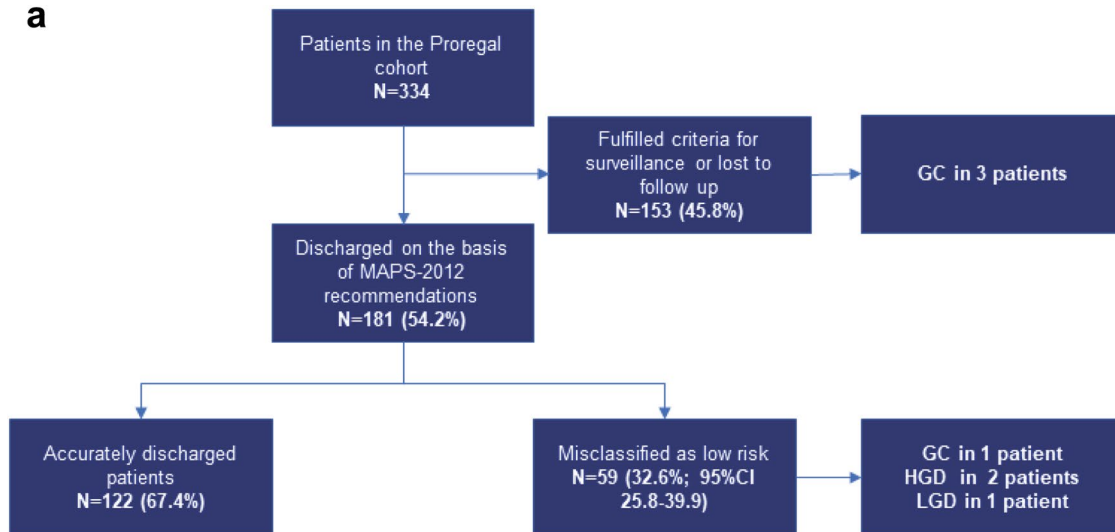 a
Patients in the Proregal
cohort
N=334
Fulfilled criteria for
surveillance or lost to
follow up
N=153 (45.8%)
GC in 3 patients
Discharged on the basis
of MAPS-2012
recommendations
N=181 (54.2%)
Accurately discharged
patients
N=122 (67.4%)
Misclassified as low risk
N=59 (32.6%; 95%CI
25.8-39.9)
GC in 1 patient
HGD in 2 patients
LGD in 1 patient